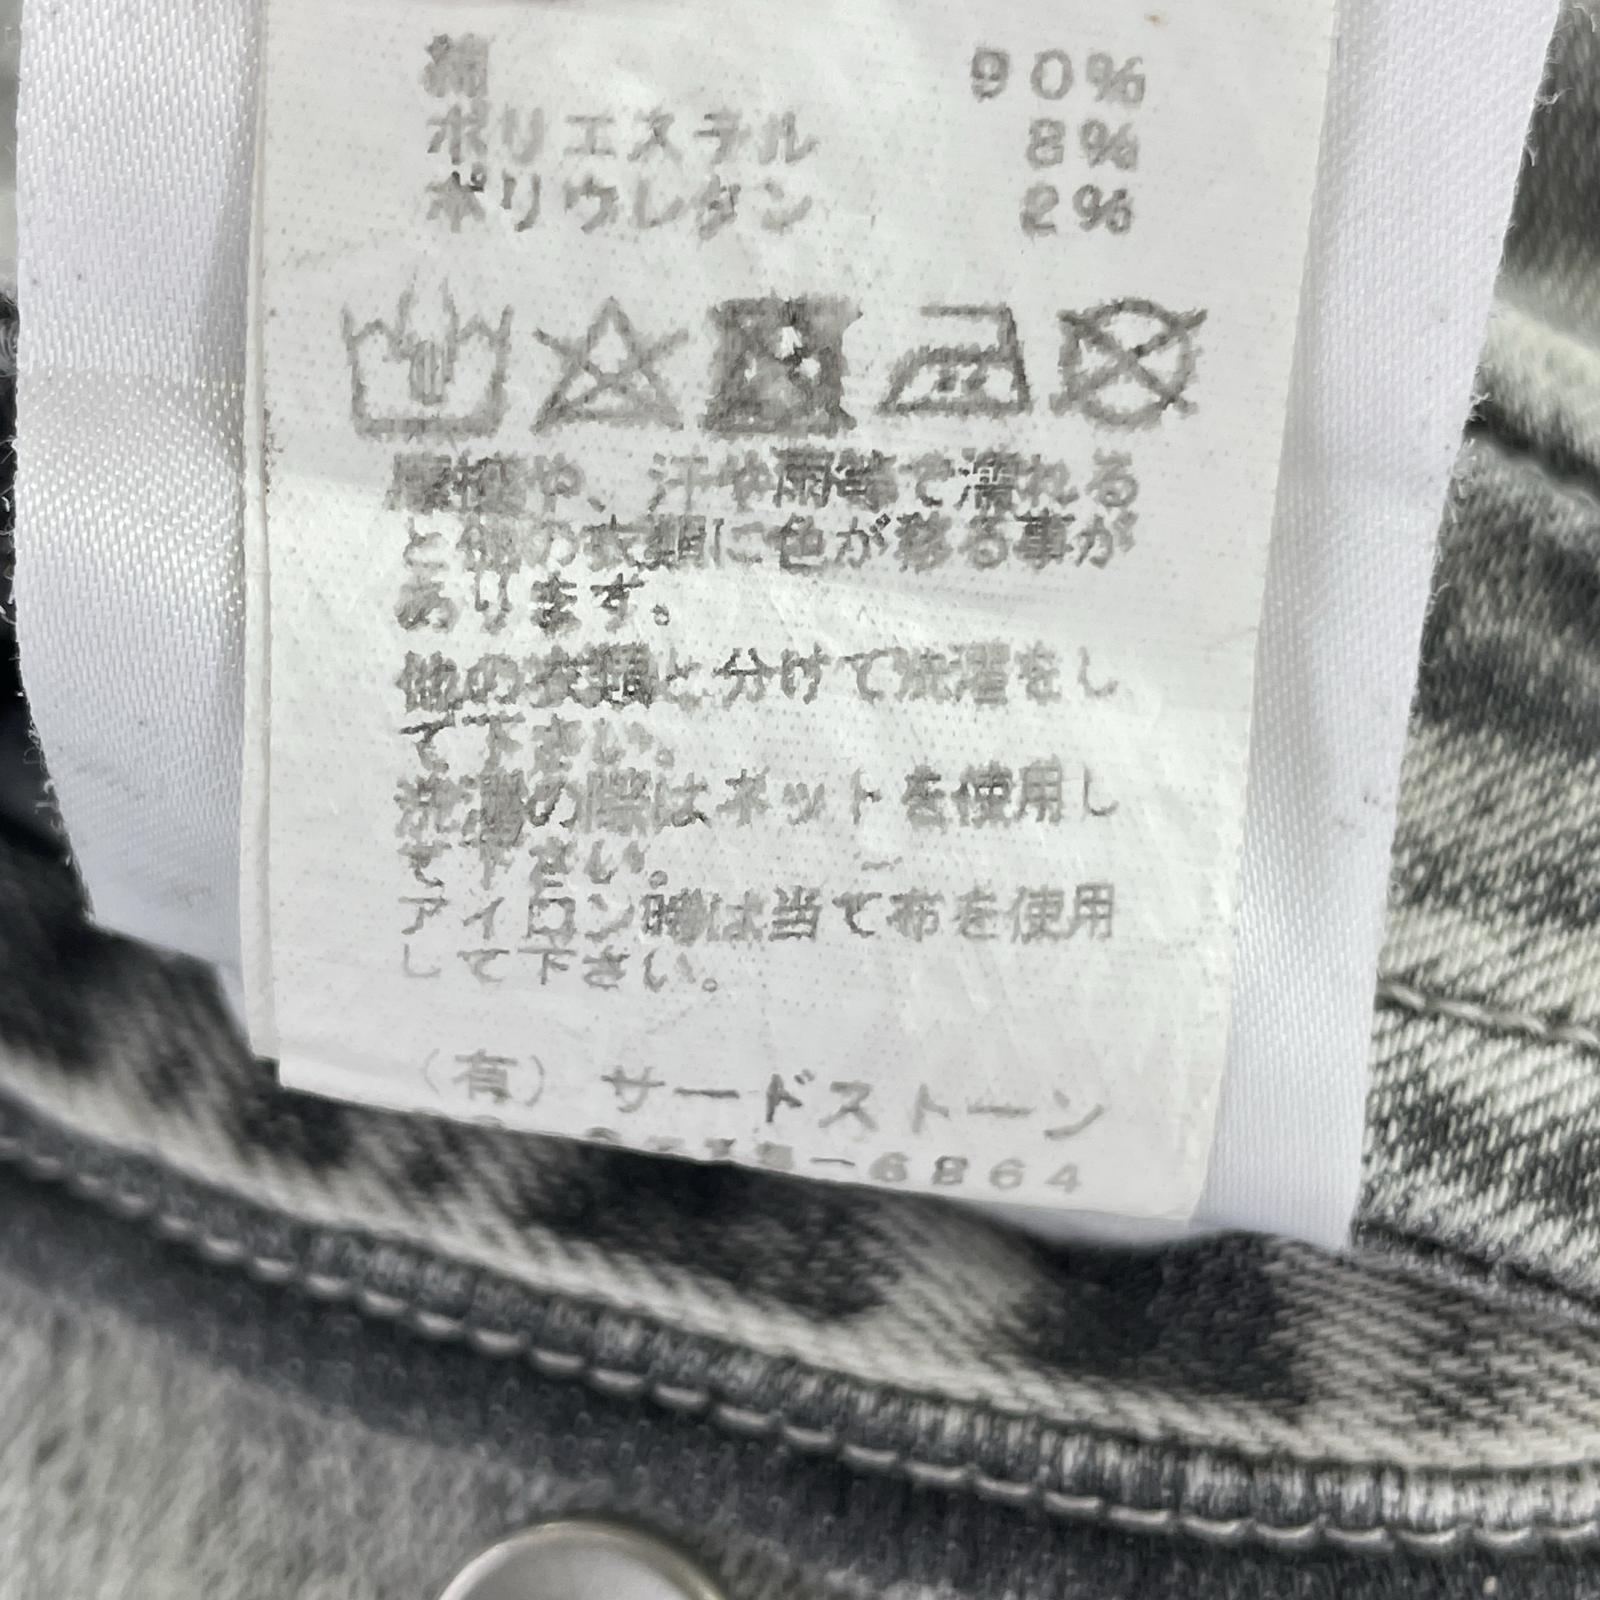 綿 90%
ポリエステル 8%
ポリウレタン 2%
摩擦や、汗や雨等で濡れる
と他の衣類に色が移る事が
あります。
他の衣類と分けて洗濯をし
て下さい。
洗濯の際はネットを使用し
て下さい。
アイロン時は当て布を使用
して下さい。
(有) サードストーン
-6864